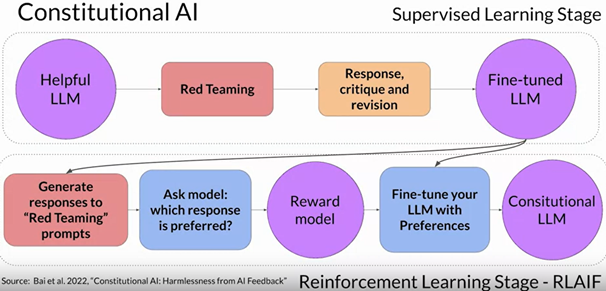 Constitutional AI
Supervised Learning Stage
Helpful
LLM
Red Teaming
Response,
critique and
revision
Fine-tuned
LLM
Generate
responses to
“Red Teaming”
prompts
Ask model:
which response
is preferred?
Reward
model
Fine-tune your
LLM with
Preferences
Consitutional
LLM
Source: Bai et al. 2022, “Constitutional AI: Harmlessness from AI Feedback”
Reinforcement Learning Stage - RLAIF